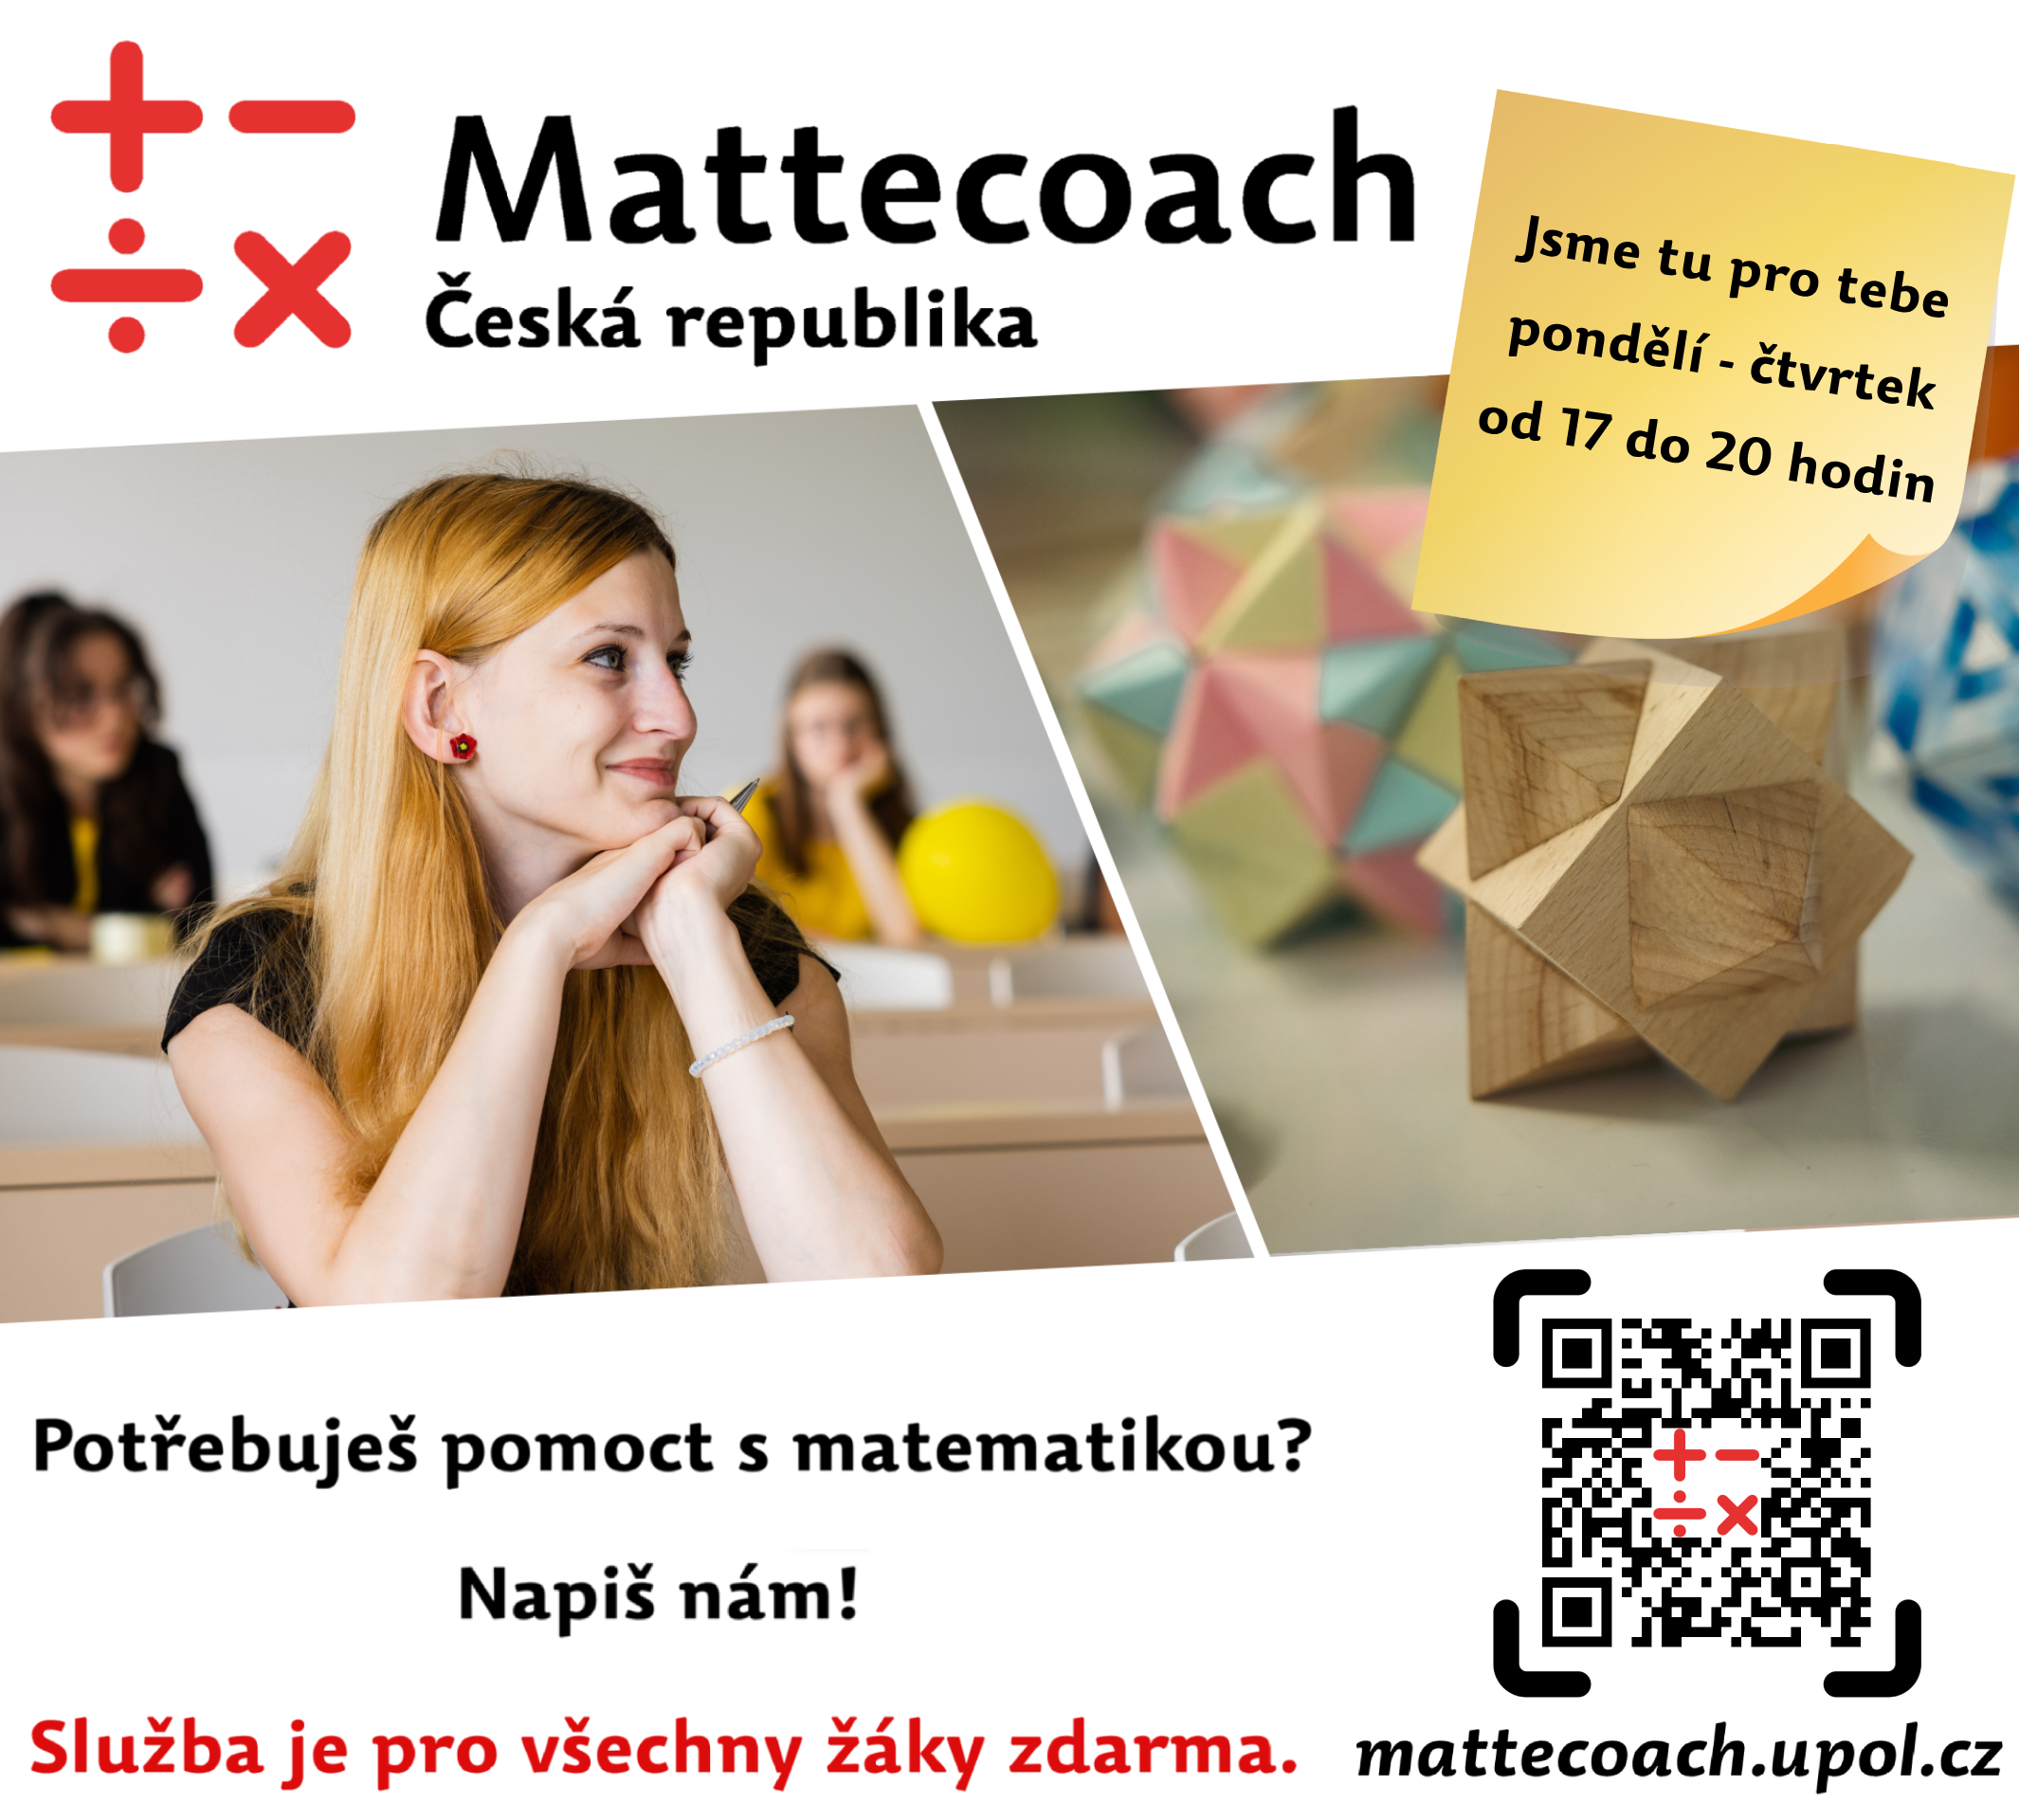 Mattecoach
Česká republika
Jsme tu pro tebe
pondělí - čtvrtek
od 17 do 20 hodin
Potřebuješ pomoct s matematikou?
Napiš nám!
Služba je pro všechny žáky zdarma.
mattecoach.upol.cz